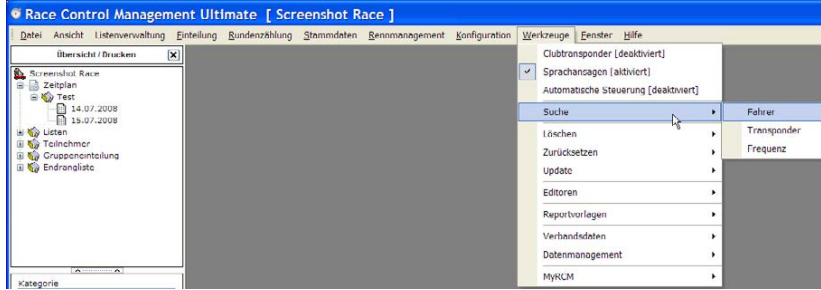 Race Control Management Ultimate [ Screenshot Race ]
Datei Ansicht Listenverwaltung Einteilung Rundenzählung Stammdaten Rennmanagement Konfiguration Werkzeuge Fenster Hilfe
Übersicht / Drucken
Screenshot Race
Zeitplan
Test
14.07.2008
15.07.2008
Listen
Teilnehmer
Gruppeneinteilung
Endrangliste
Kategorie
Clubtransponder [deaktiviert]
Sprachansagen [aktiviert]
Automatische Steuerung [deaktiviert]
Suche
Löschen
Zurücksetzen
Update
Editoren
Reportvorlagen
Verbandsdaten
Datenmanagement
MyRCM
Fahrer
Transponder
Frequenz